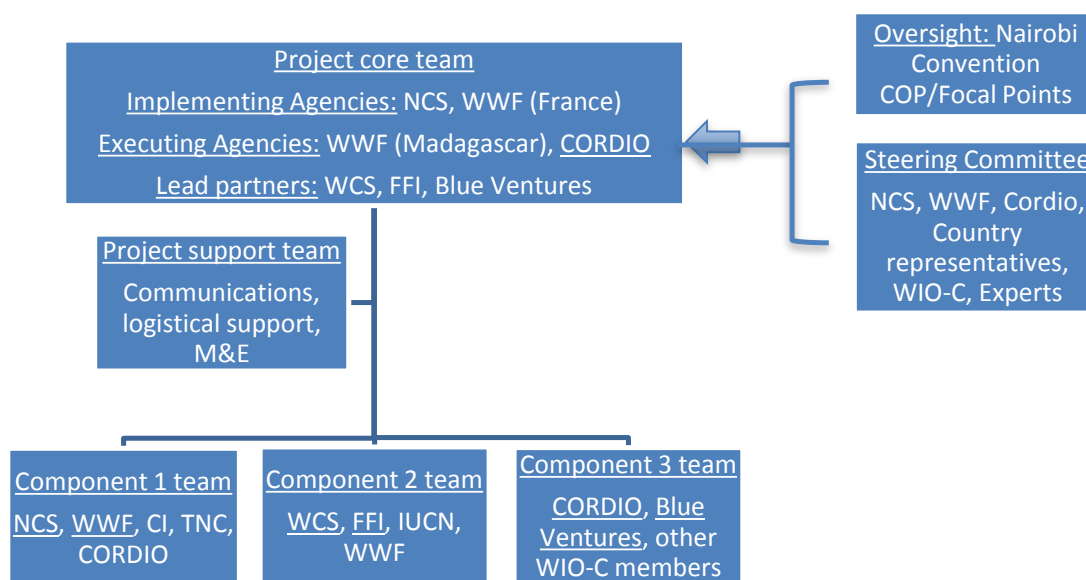 Project core team
Implementing Agencies: NCS, WWF (France)
Executing Agencies: WWF (Madagascar), CORDIO
Lead partners: WCS, FFI, Blue Ventures
Oversight: Nairobi
Convention
COP/Focal Points
Steering Committee
NCS, WWF, Cordio,
Country
representatives,
WIO-C, Experts
Project support team
Communications,
logistical support,
M&E
Component 1 team
NCS, WWF, CI, TNC,
CORDIO
Component 2 team
WCS, FFI, IUCN,
WWF
Component 3 team
CORDIO, Blue
Ventures, other
WIO-C members